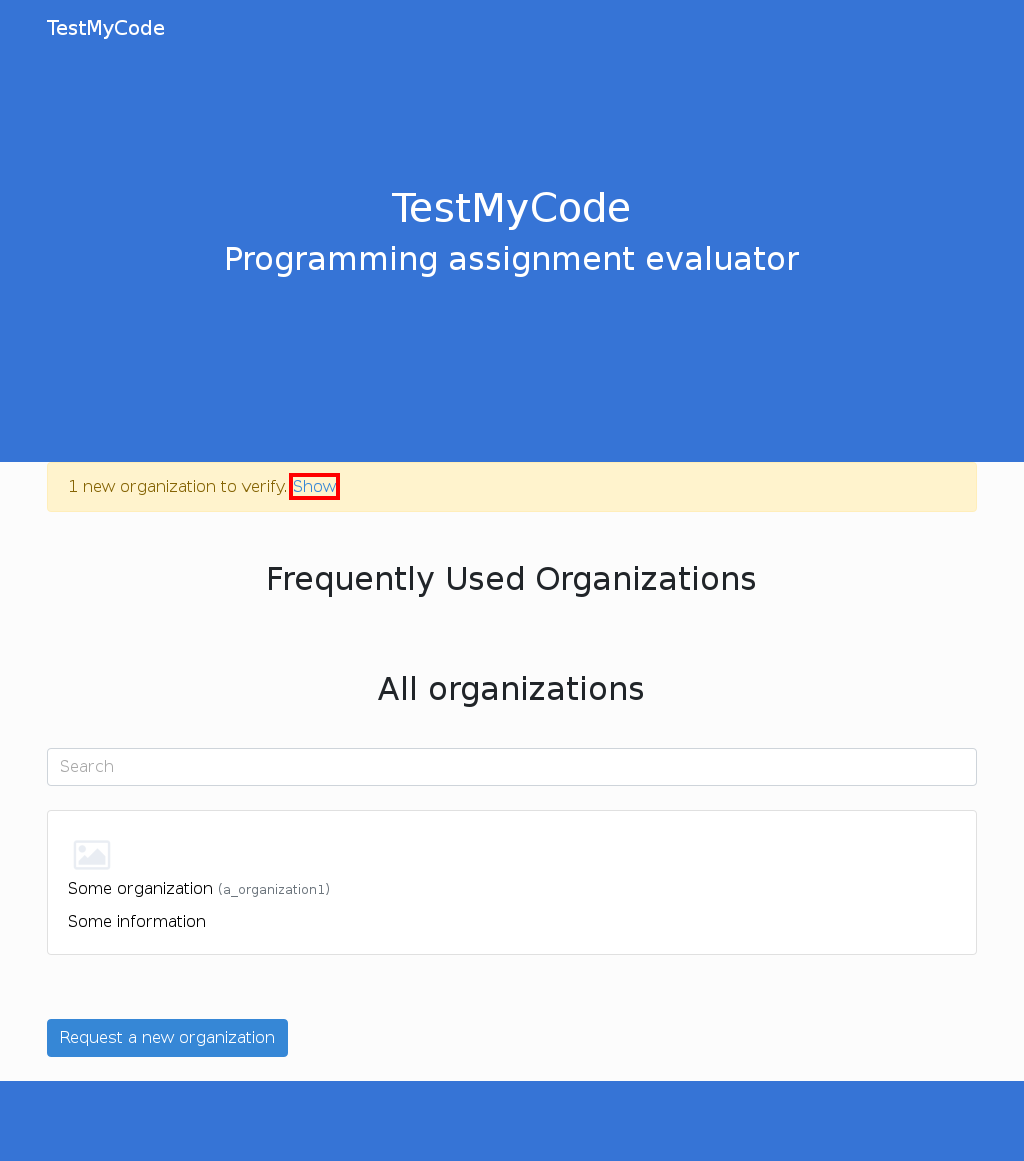 TestMyCode
TestMyCode
Programming assignment evaluator
1 new organization to verify. Show
Frequently Used Organizations
All organizations
Search
Some organization (a_organization1)
Some information
Request a new organization